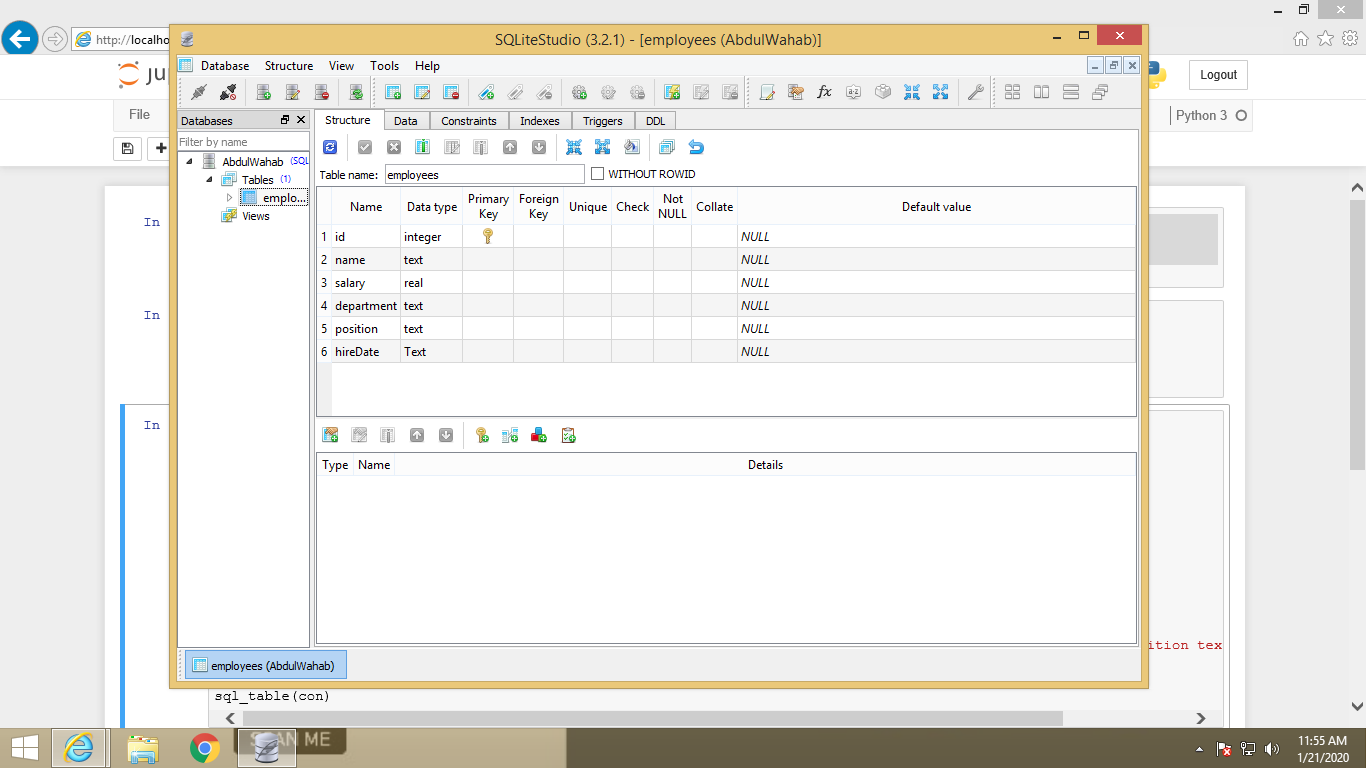 SQLiteStudio (3.2.1) - [employees (AbdulWahab)]
http://localho
Database Structure View Tools Help
Logout
File
Python 3
Databases
Filter by name
AbdulWahab (SQL
Tables (1)
emplo...
Views
Structure Data Constraints Indexes Triggers DDL
Table name: employees WITHOUT ROWID
Name Data type Primary Key Foreign Key Unique Check Not NULL Collate Default value
1 id integer NULL
2 name text NULL
3 salary real NULL
4 department text NULL
5 position text NULL
6 hireDate Text NULL
In
In
In
Type Name Details
ition tex
employees (AbdulWahab)
sql_table(con)
11:55 AM
1/21/2020